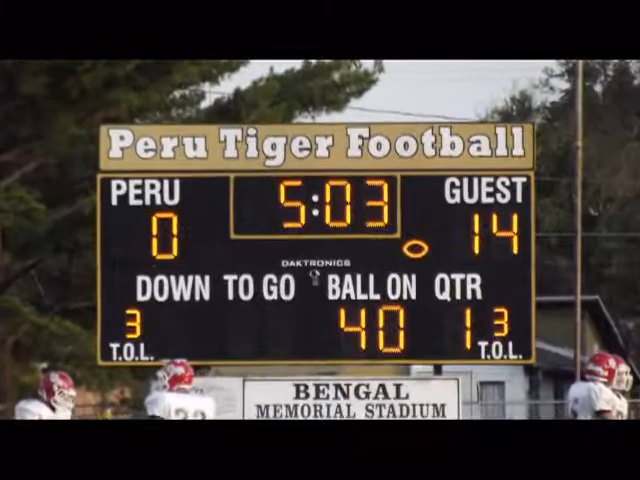 Peru Tiger Football
PERU 5:03 GUEST
0 14
DAKTRONICS
DOWN TO GO BALL ON QTR
3 40 1 3
T.O.L. T.O.L.
BENGAL
MEMORIAL STADIUM